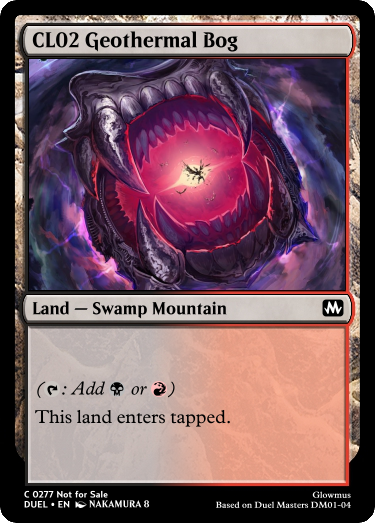 CL02 Geothermal Bog
Land — Swamp Mountain
(: Add or )
This land enters tapped.
C 0277 Not for Sale
DUEL • EN NAKAMURA 8
Glowmus
Based on Duel Masters DM01-04